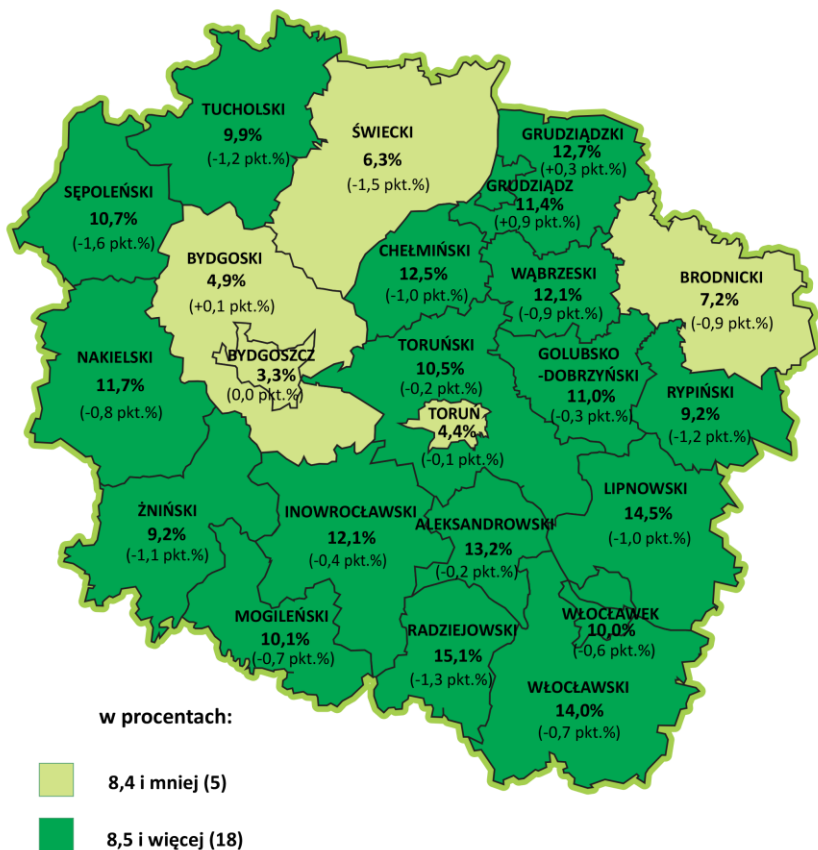 TUCHOLSKI
9,9%
(-1,2 pkt.%)
ŚWIECKI
6,3%
(-1,5 pkt.%)
GRUDZIĄDZKI
12,7%
(+0,3 pkt.%)
GRUDZIĄDZ
11,4%
(+0,9 pkt.%)
SĘPOLEŃSKI
10,7%
(-1,6 pkt.%)
BYDGOSKI
4,9%
(+0,1 pkt.%)
CHEŁMIŃSKI
12,5%
(-1,0 pkt.%)
WĄBRZESKI
12,1%
(-0,9 pkt.%)
BRODNICKI
7,2%
(-0,9 pkt.%)
NAKIELSKI
11,7%
(-0,8 pkt.%)
BYDGOSZCZ
3,3%
(0,0 pkt.%)
TORUŃSKI
10,5%
(-0,2 pkt.%)
TORUŃ
4,4%
(-0,1 pkt.%)
GOLUBSKO
-DOBRZYŃSKI
11,0%
(-0,3 pkt.%)
RYPIŃSKI
9,2%
(-1,2 pkt.%)
ŻNIŃSKI
9,2%
(-1,1 pkt.%)
INOWROCŁAWSKI
12,1%
(-0,4 pkt.%)
ALEKSANDROWSKI
13,2%
(-0,2 pkt.%)
LIPNOWSKI
14,5%
(-1,0 pkt.%)
MOGILEŃSKI
10,1%
(-0,7 pkt.%)
RADZIEJOWSKI
15,1%
(-1,3 pkt.%)
WŁOCŁAWEK
10,0%
(-0,6 pkt.%)
WŁOCŁAWSKI
14,0%
(-0,7 pkt.%)
w procentach:
8,4 i mniej (5)
8,5 i więcej (18)